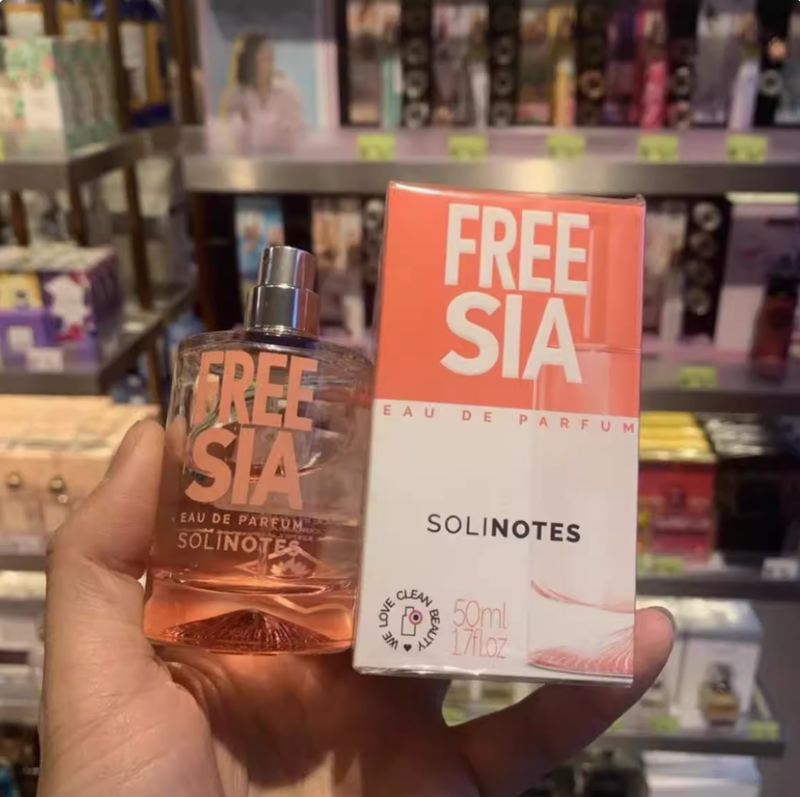 FREE
SIA
EAU DE PARFUM
SOLINOTES
FREE
SIA
EAU DE PARFUM
SOLINOTES
WE LOVE CLEAN BEAUTY
50ml
1.7fl.oz